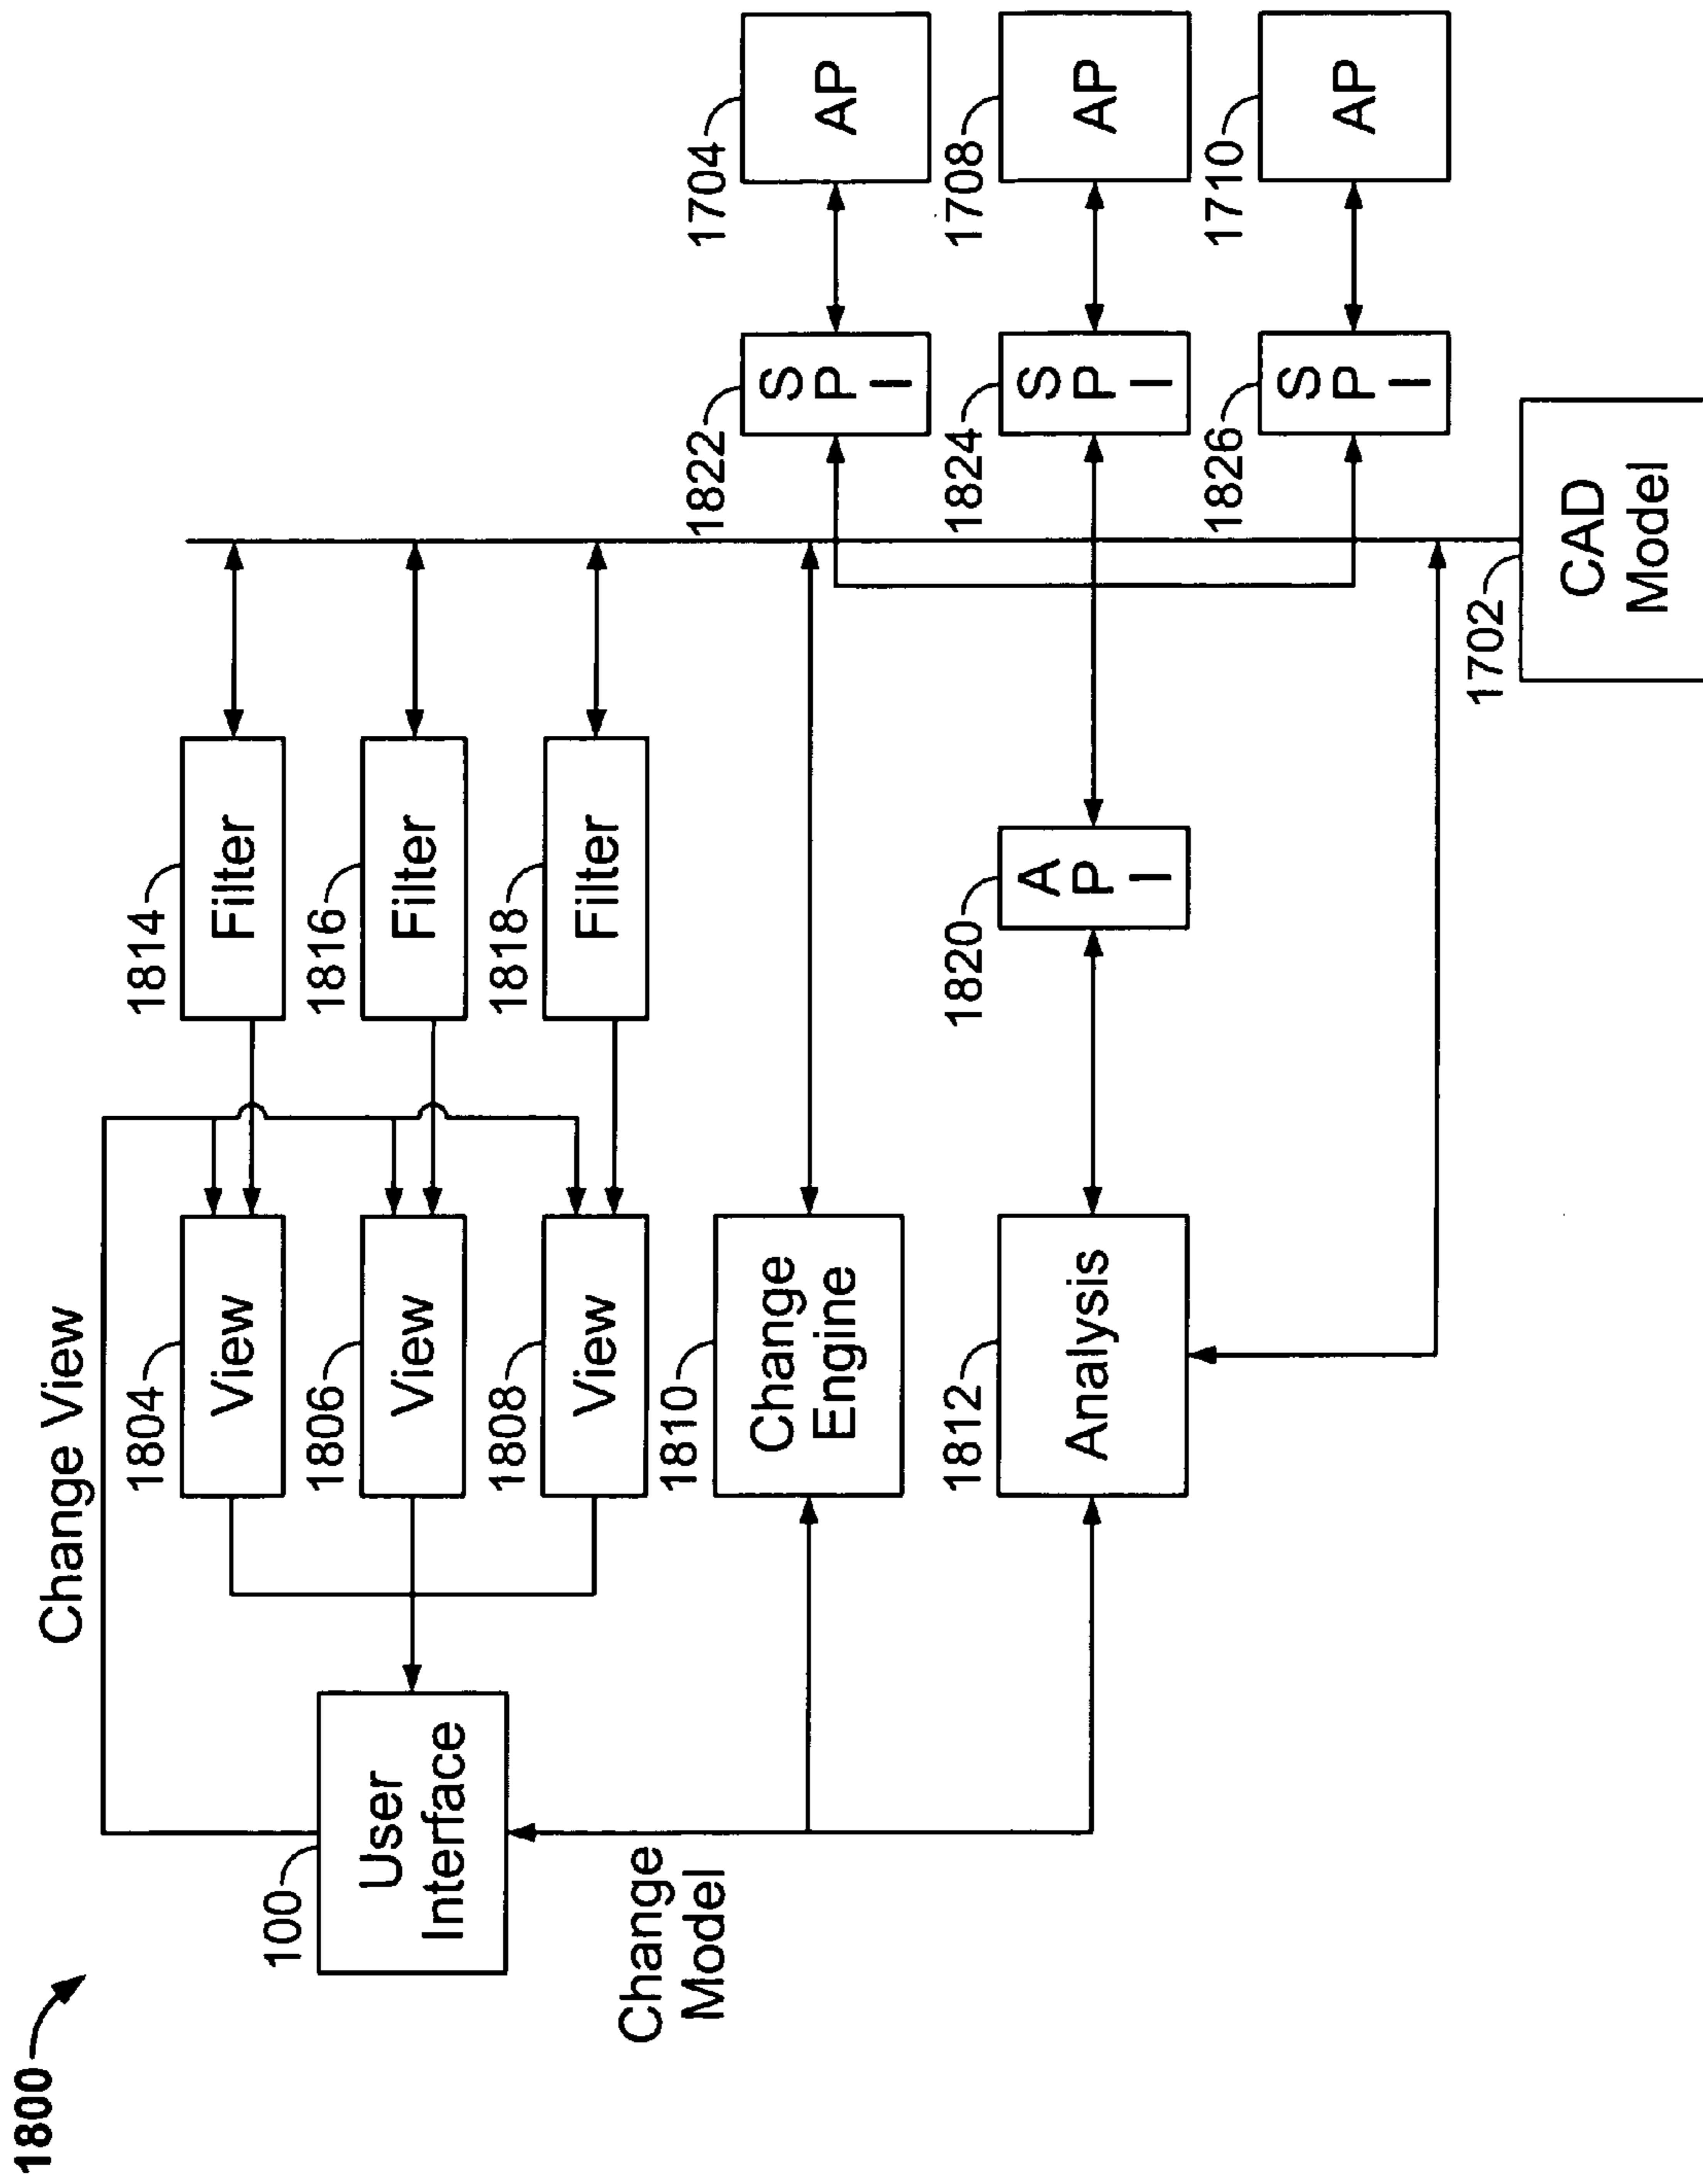 1800
Change View
100
User
Interface
Change
Model
1804
View
1806
View
1808
View
1810
Change
Engine
1812
Analysis
1814
Filter
1816
Filter
1818
Filter
1820
A
P
I
1822
S
P
I
1824
S
P
I
1826
S
P
I
1704
AP
1708
AP
1710
AP
1702
CAD
Model